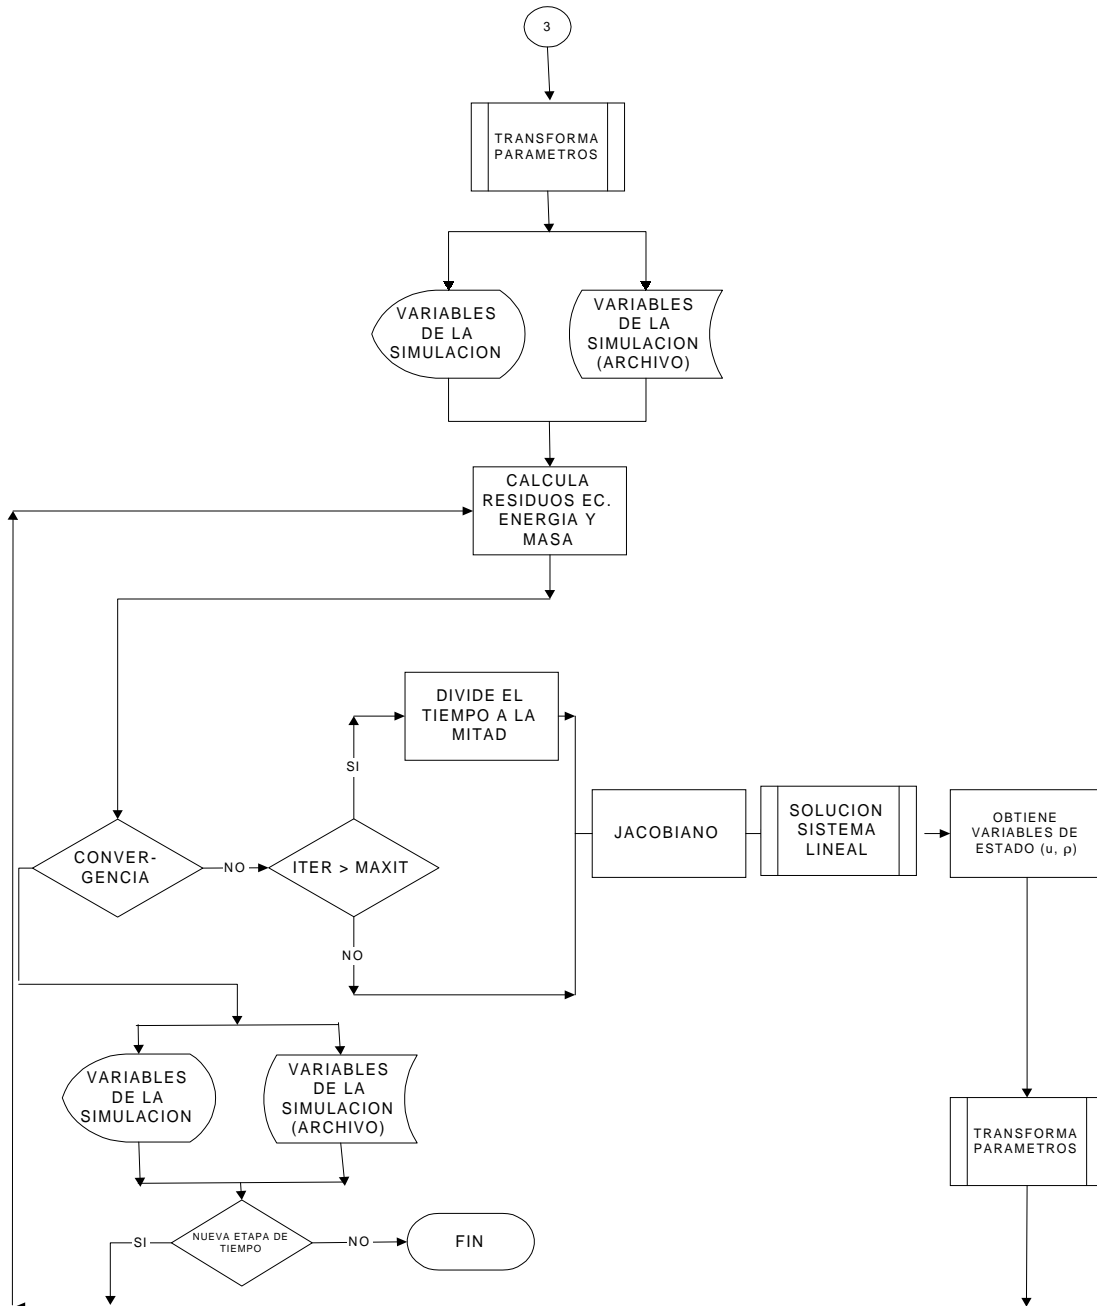 3
TRANSFORMA
PARAMETROS
VARIABLES
DE LA
SIMULACION
VARIABLES
DE LA
SIMULACION
(ARCHIVO)
CALCULA
RESIDUOS EC.
ENERGIA Y
MASA
DIVIDE EL
TIEMPO A LA
MITAD
SI
CONVER-
GENCIA
NO
ITER > MAXIT
NO
JACOBIANO
SOLUCION
SISTEMA
LINEAL
OBTIENE
VARIABLES DE
ESTADO (u, ρ)
VARIABLES
DE LA
SIMULACION
VARIABLES
DE LA
SIMULACION
(ARCHIVO)
TRANSFORMA
PARAMETROS
SI
NUEVA ETAPA DE
TIEMPO
NO
FIN